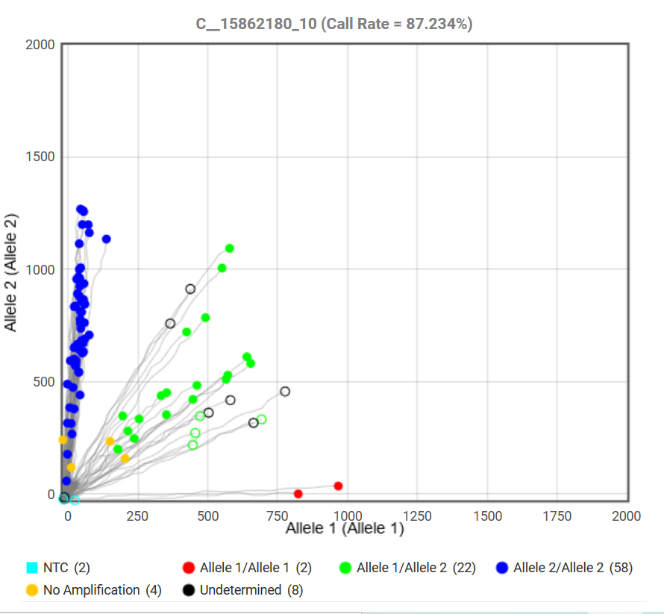 C__15862180_10 (Call Rate = 87.234%)
2000
1500
1000
500
0
Allele 2 (Allele 2)
0 250 500 750 1000 1250 1500 1750 2000
Allele 1 (Allele 1)
NTC (2) Allele 1/Allele 1 (2) Allele 1/Allele 2 (22) Allele 2/Allele 2 (58)
No Amplification (4) Undetermined (8)